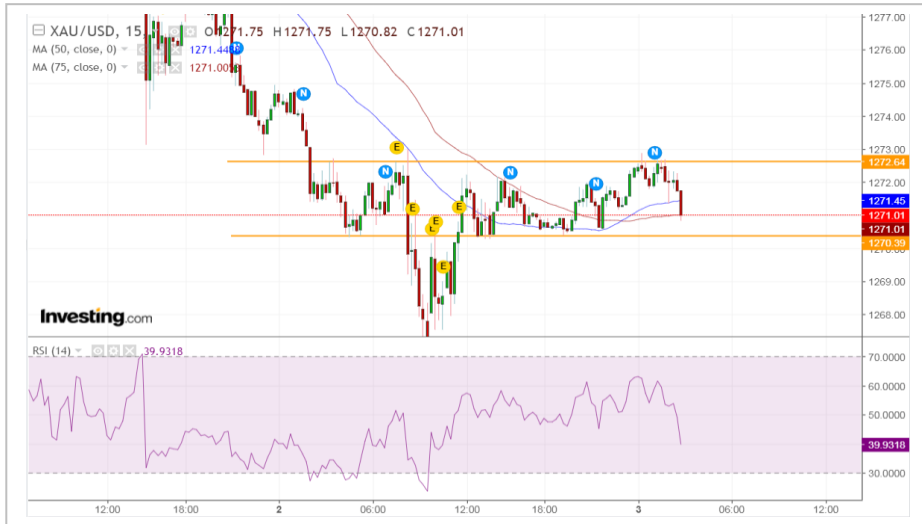 XAU/USD, 15, O1271.75 H1271.75 L1270.82 C1271.01
MA (50, close, 0)
MA (75, close, 0)
N
N
E
N
E
E
E
E
N
N
N
1277.00
1276.00
1275.00
1274.00
1273.00
1272.64
1272.00
1271.45
1271.01
1271.01
1270.39
1269.00
1268.00
Investing.com
RSI (14) 39.9318
70.0000
60.0000
50.0000
39.9318
30.0000
12:00 18:00 2 06:00 12:00 18:00 3 06:00 12:00